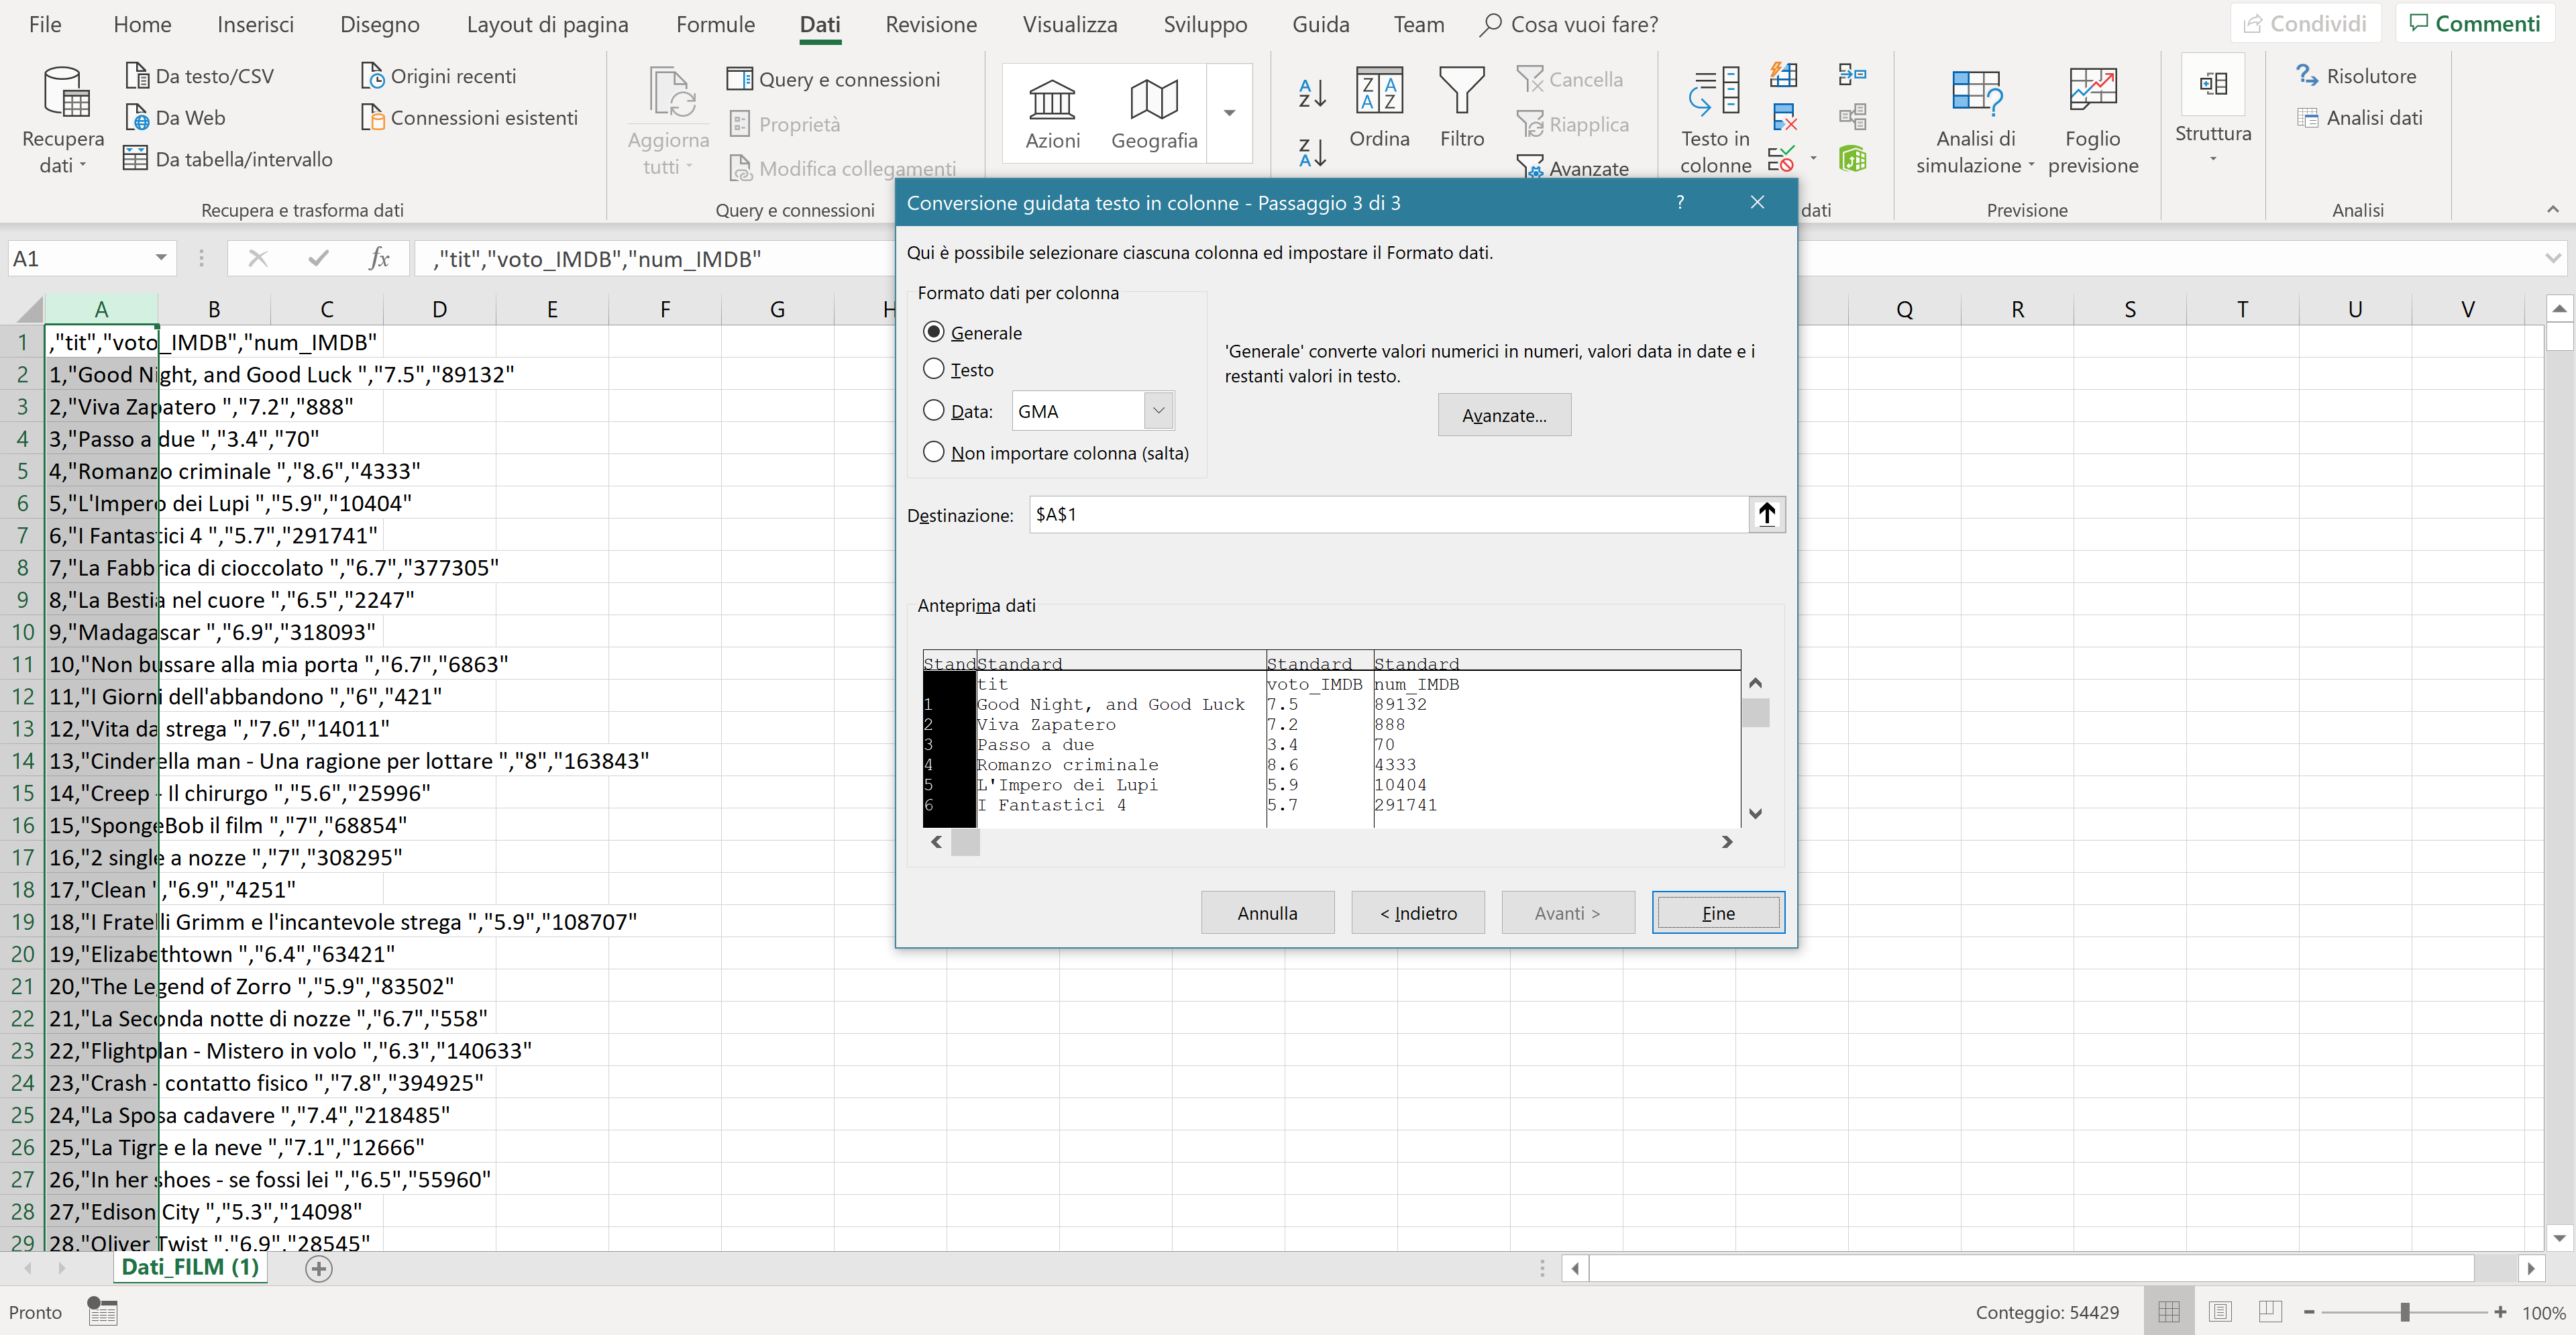 File Home Inserisci Disegno Layout di pagina Formule Dati Revisione Visualizza Sviluppo Guida Team Cosa vuoi fare? Condividi Commenti
Recupera dati
Da testo/CSV
Da Web
Da tabella/intervallo
Origini recenti
Connessioni esistenti
Recupera e trasforma dati
Aggiorna tutti
Query e connessioni
Proprietà
Modifica collegamenti
Query e connessioni
Azioni
Geografia
Ordina
Filtro
Cancella
Riapplica
Avanzate
Testo in colonne
dati
Analisi di simulazione
Foglio previsione
Previsione
Struttura
Risolutore
Analisi dati
Analisi
A1
fx
,"tit","voto_IMDB","num_IMDB"
A B C D E F G H Q R S T U V
1 ,"tit","voto_IMDB","num_IMDB"
2 1,"Good Night, and Good Luck ","7.5","89132"
3 2,"Viva Zapatero ","7.2","888"
4 3,"Passo a due ","3.4","70"
5 4,"Romanzo criminale ","8.6","4333"
6 5,"L'Impero dei Lupi ","5.9","10404"
7 6,"I Fantastici 4 ","5.7","291741"
8 7,"La Fabbrica di cioccolato ","6.7","377305"
9 8,"La Bestia nel cuore ","6.5","2247"
10 9,"Madagascar ","6.9","318093"
11 10,"Non bussare alla mia porta ","6.7","6863"
12 11,"I Giorni dell'abbandono ","6","421"
13 12,"Vita da strega ","7.6","14011"
14 13,"Cinderella man - Una ragione per lottare ","8","163843"
15 14,"Creep - Il chirurgo ","5.6","25996"
16 15,"SpongeBob il film ","7","68854"
17 16,"2 single a nozze ","7","308295"
18 17,"Clean ","6.9","4251"
19 18,"I Fratelli Grimm e l'incantevole strega ","5.9","108707"
20 19,"Elizabethtown ","6.4","63421"
21 20,"The Legend of Zorro ","5.9","83502"
22 21,"La Seconda notte di nozze ","6.7","558"
23 22,"Flightplan - Mistero in volo ","6.3","140633"
24 23,"Crash - contatto fisico ","7.8","394925"
25 24,"La Sposa cadavere ","7.4","218485"
26 25,"La Tigre e la neve ","7.1","12666"
27 26,"In her shoes - se fossi lei ","6.5","55960"
28 27,"Edison City ","5.3","14098"
29 28,"Oliver Twist ","6.9","28545"
Conversione guidata testo in colonne - Passaggio 3 di 3 ?
Qui è possibile selezionare ciascuna colonna ed impostare il Formato dati.
Formato dati per colonna
Generale
Testo
Data: GMA
Non importare colonna (salta)
'Generale' converte valori numerici in numeri, valori data in date e i
restanti valori in testo.
Avanzate...
Destinazione: $A$1
Anteprima dati
Stand Standard Standard Standard
tit voto_IMDB num_IMDB
1 Good Night, and Good Luck 7.5 89132
2 Viva Zapatero 7.2 888
3 Passo a due 3.4 70
4 Romanzo criminale 8.6 4333
5 L'Impero dei Lupi 5.9 10404
6 I Fantastici 4 5.7 291741
Annulla < Indietro Avanti > Fine
Dati_FILM (1)
Pronto
Conteggio: 54429
100%